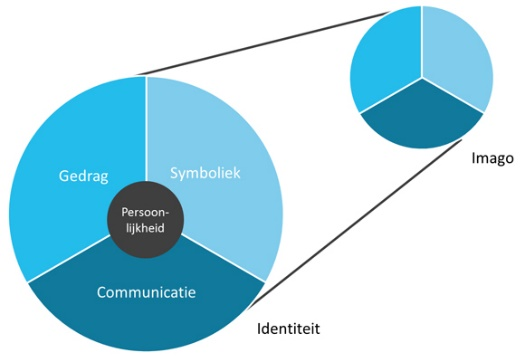 Gedrag
Symboliek
Persoon-
lijkheid
Communicatie
Identiteit
Imago